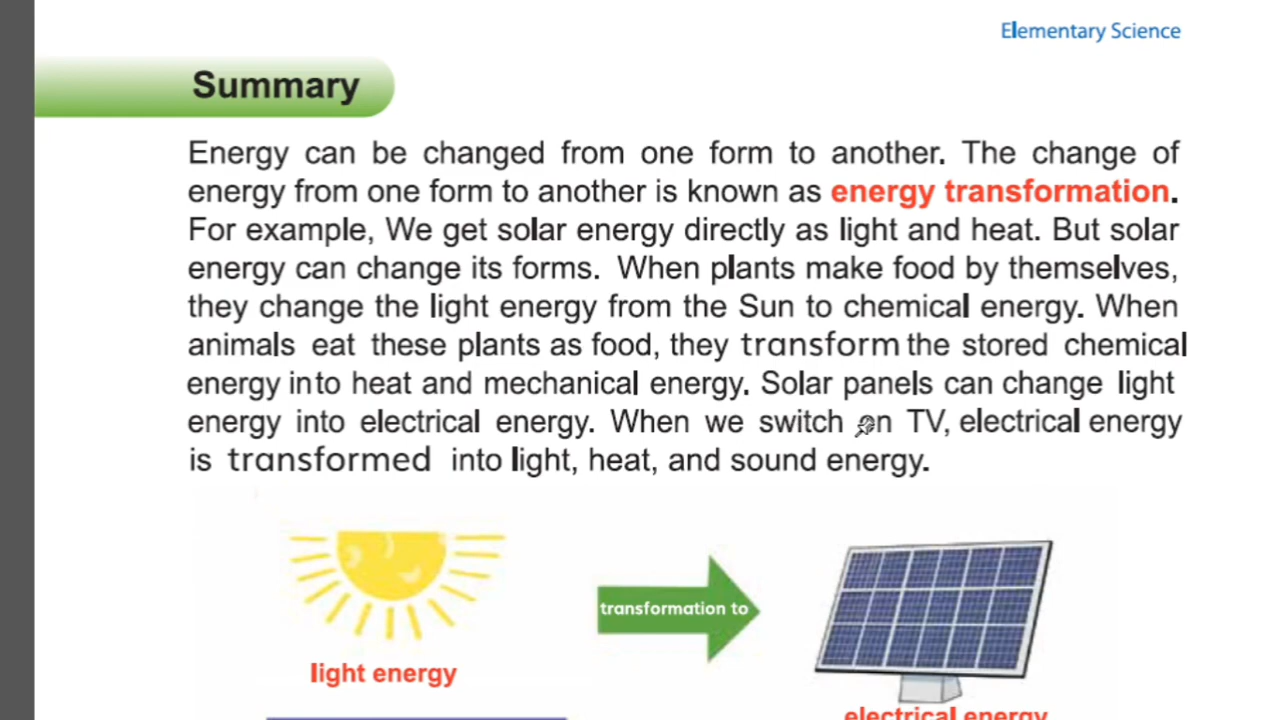 Elementary Science
Summary
Energy can be changed from one form to another. The change of
energy from one form to another is known as energy transformation.
For example, We get solar energy directly as light and heat. But solar
energy can change its forms. When plants make food by themselves,
they change the light energy from the Sun to chemical energy. When
animals eat these plants as food, they transform the stored chemical
energy into heat and mechanical energy. Solar panels can change light
energy into electrical energy. When we switch on TV, electrical energy
is transformed into light, heat, and sound energy.
transformation to
light energy
electrical energy